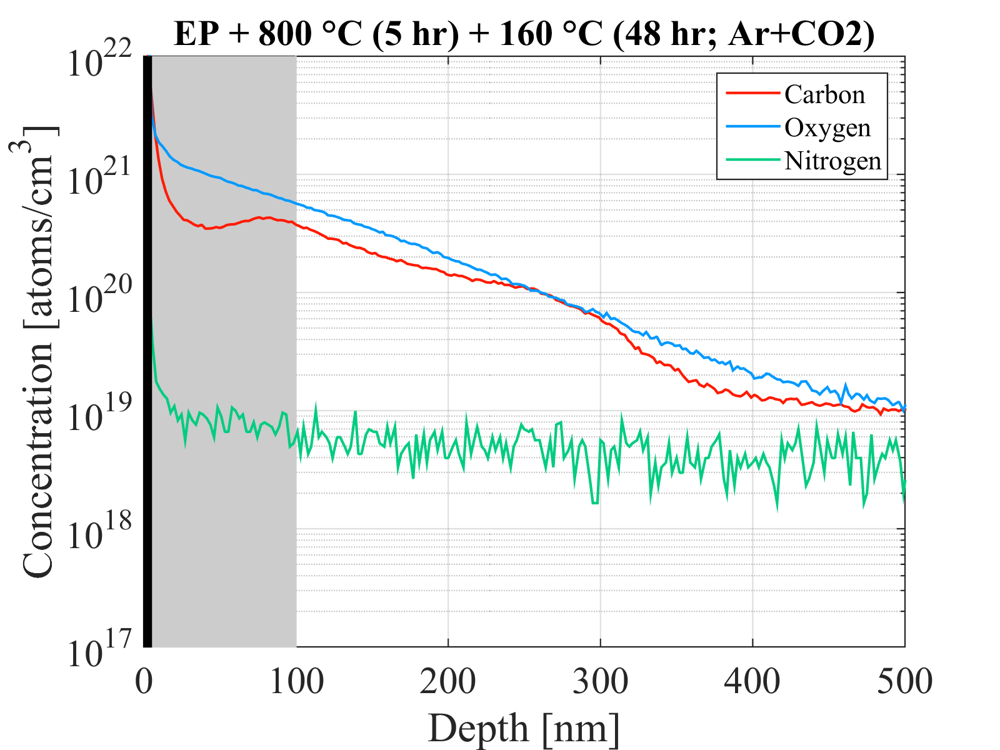 EP + 800 °C (5 hr) + 160 °C (48 hr; Ar+CO2)
10^22
10^21
10^20
10^19
10^18
10^17
Concentration [atoms/cm^3]
Carbon
Oxygen
Nitrogen
0 100 200 300 400 500
Depth [nm]